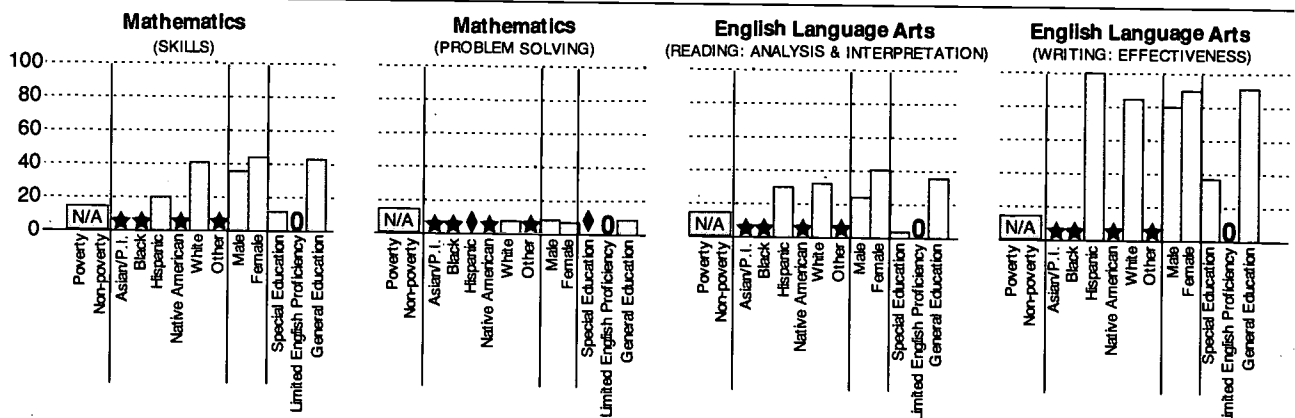 Mathematics
(SKILLS)
100
80
60
40
20
0
N/A
0
Poverty
Non-poverty
Asian/P.I.
Black
Hispanic
Native American
White
Other
Male
Female
Special Education
Limited English Proficiency
General Education
Mathematics
(PROBLEM SOLVING)
N/A
0
Poverty
Non-poverty
Asian/P.I.
Black
Hispanic
Native American
White
Other
Male
Female
Special Education
Limited English Proficiency
General Education
English Language Arts
(READING: ANALYSIS & INTERPRETATION)
N/A
0
Poverty
Non-poverty
Asian/P.I.
Black
Hispanic
Native American
White
Other
Male
Female
Special Education
Limited English Proficiency
General Education
English Language Arts
(WRITING: EFFECTIVENESS)
N/A
0
Poverty
Non-poverty
Asian/P.I.
Black
Hispanic
Native American
White
Other
Male
Female
Special Education
Limited English Proficiency
General Education